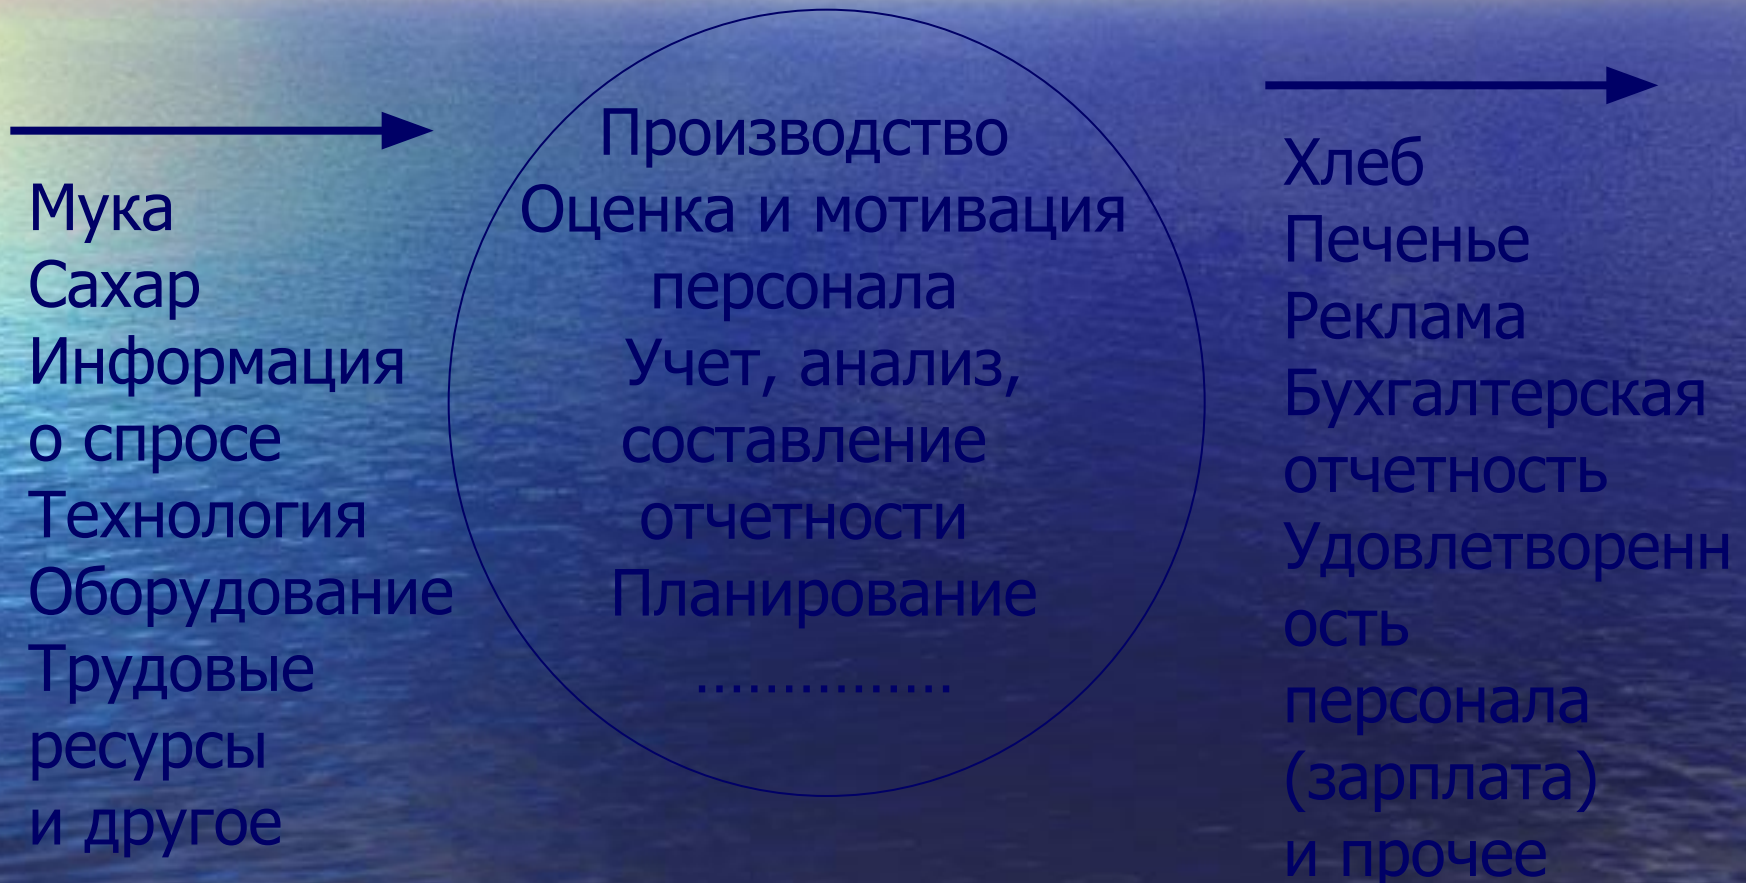 Мука
Сахар
Информация
о спросе
Технология
Оборудование
Трудовые
ресурсы
и другое
Производство
Оценка и мотивация
персонала
Учет, анализ,
составление
отчетности
Планирование
……………
Хлеб
Печенье
Реклама
Бухгалтерская
отчетность
Удовлетворенн
ость
персонала
(зарплата)
и прочее